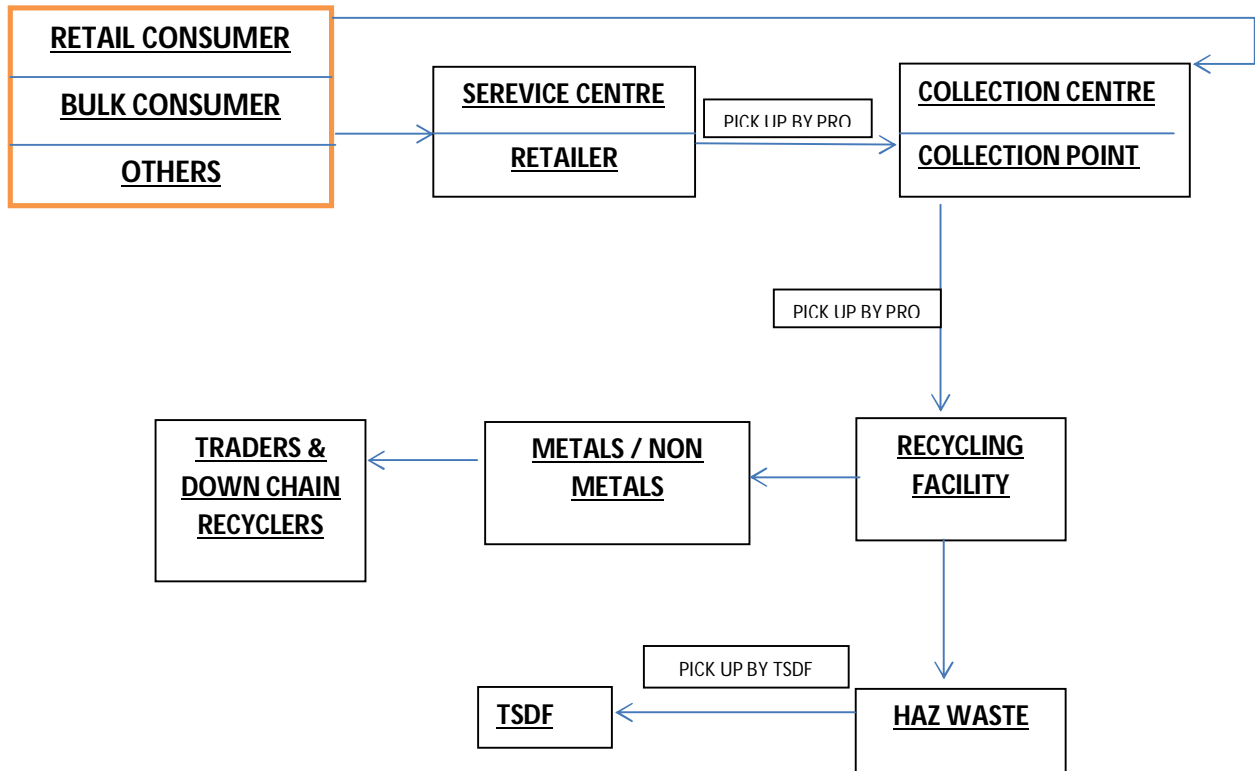 RETAIL CONSUMER
BULK CONSUMER
OTHERS
SEREVICE CENTRE
RETAILER
PICK UP BY PRO
COLLECTION CENTRE
COLLECTION POINT
PICK UP BY PRO
TRADERS &
DOWN CHAIN
RECYCLERS
METALS / NON
METALS
RECYCLING
FACILITY
PICK UP BY TSDF
TSDF
HAZ WASTE